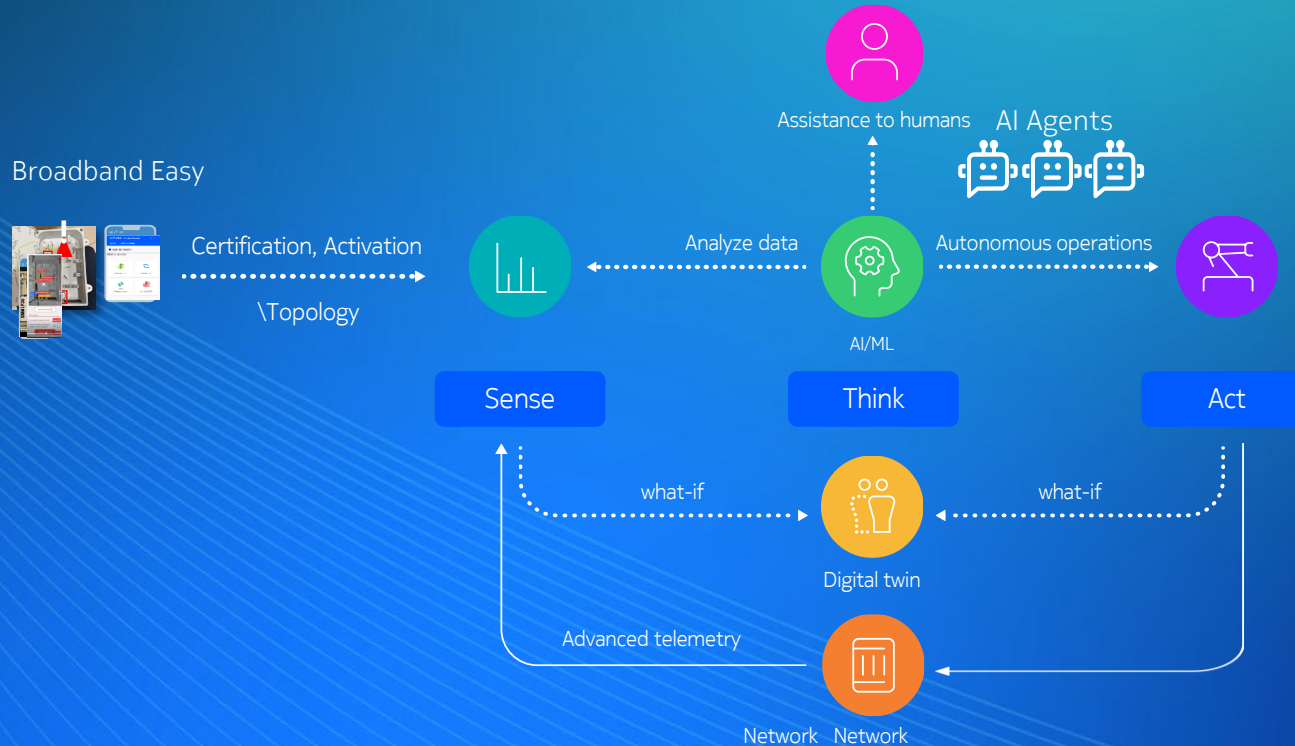 Assistance to humans
AI Agents
Broadband Easy
Certification, Activation
\Topology
Analyze data
Autonomous operations
AI/ML
Sense
Think
Act
what-if
what-if
Digital twin
Advanced telemetry
Network Network